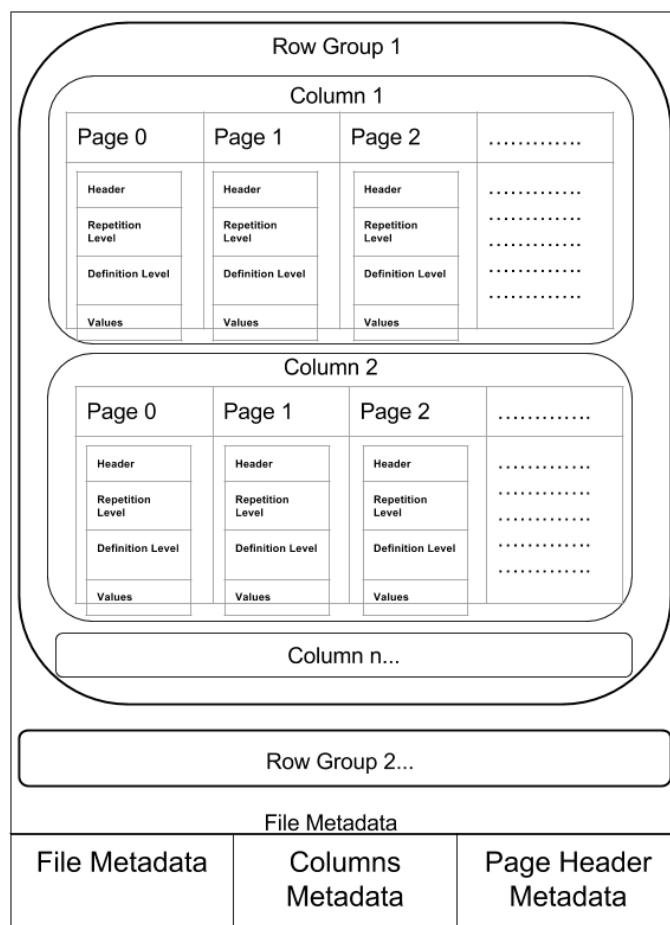 Row Group 1
Column 1
Page 0 Page 1 Page 2 .............
Header Header Header .............
Repetition Level Repetition Level Repetition Level .............
.............
Definition Level Definition Level Definition Level .............
Values Values Values .............
Column 2
Page 0 Page 1 Page 2 .............
Header Header Header .............
Repetition Level Repetition Level Repetition Level .............
.............
Definition Level Definition Level Definition Level .............
Values Values Values .............
Column n...
Row Group 2...
File Metadata
File Metadata Columns Metadata Page Header Metadata